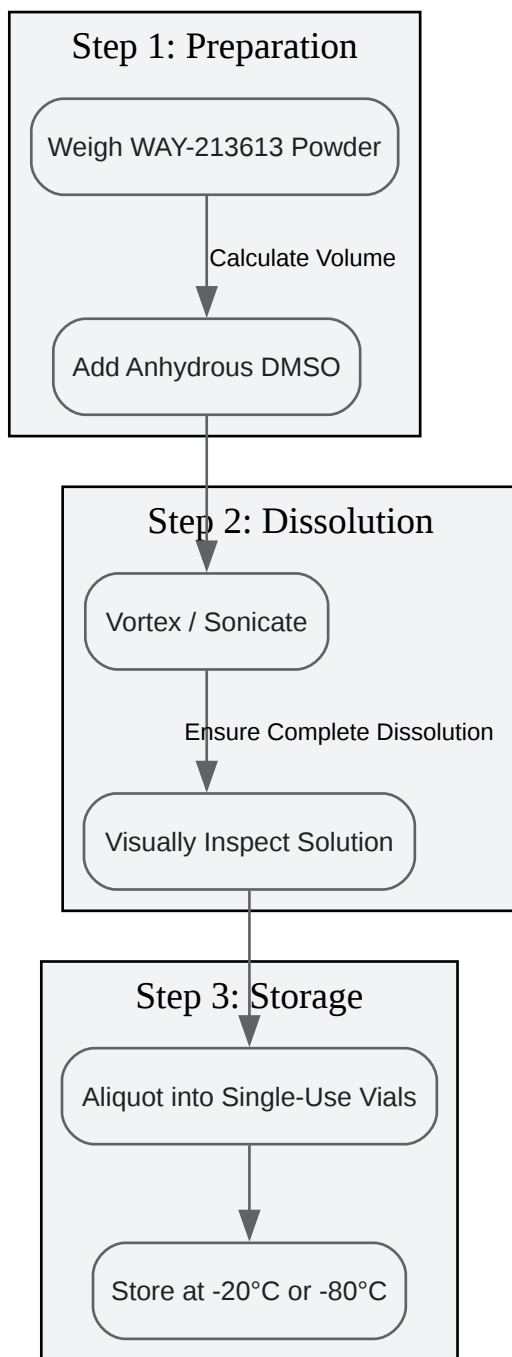 Step 1: Preparation
Weigh WAY-213613 Powder
Calculate Volume
Add Anhydrous DMSO
Step 2: Dissolution
Vortex / Sonicate
Ensure Complete Dissolution
Visually Inspect Solution
Step 3: Storage
Aliquot into Single-Use Vials
Store at -20°C or -80°C